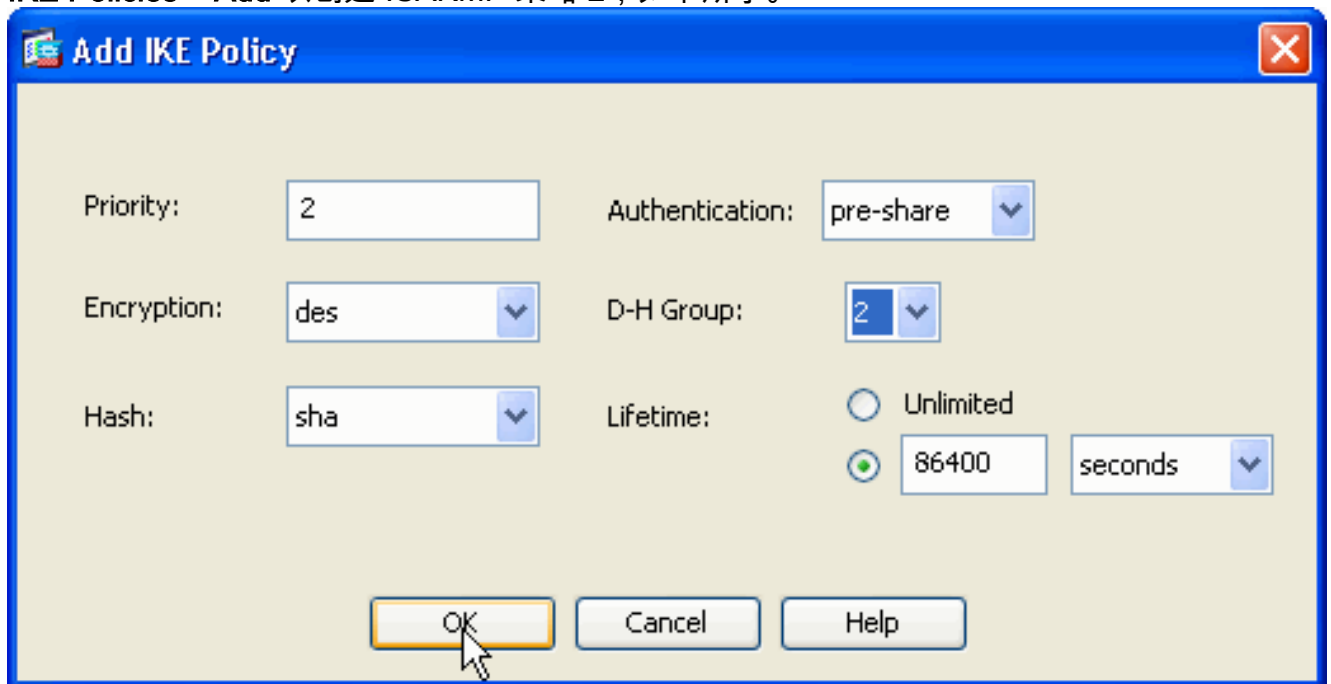 Add IKE Policy
Priority:
2
Authentication:
pre-share
Encryption:
des
D-H Group:
2
Hash:
sha
Lifetime:
Unlimited
86400
seconds
OK
Cancel
Help